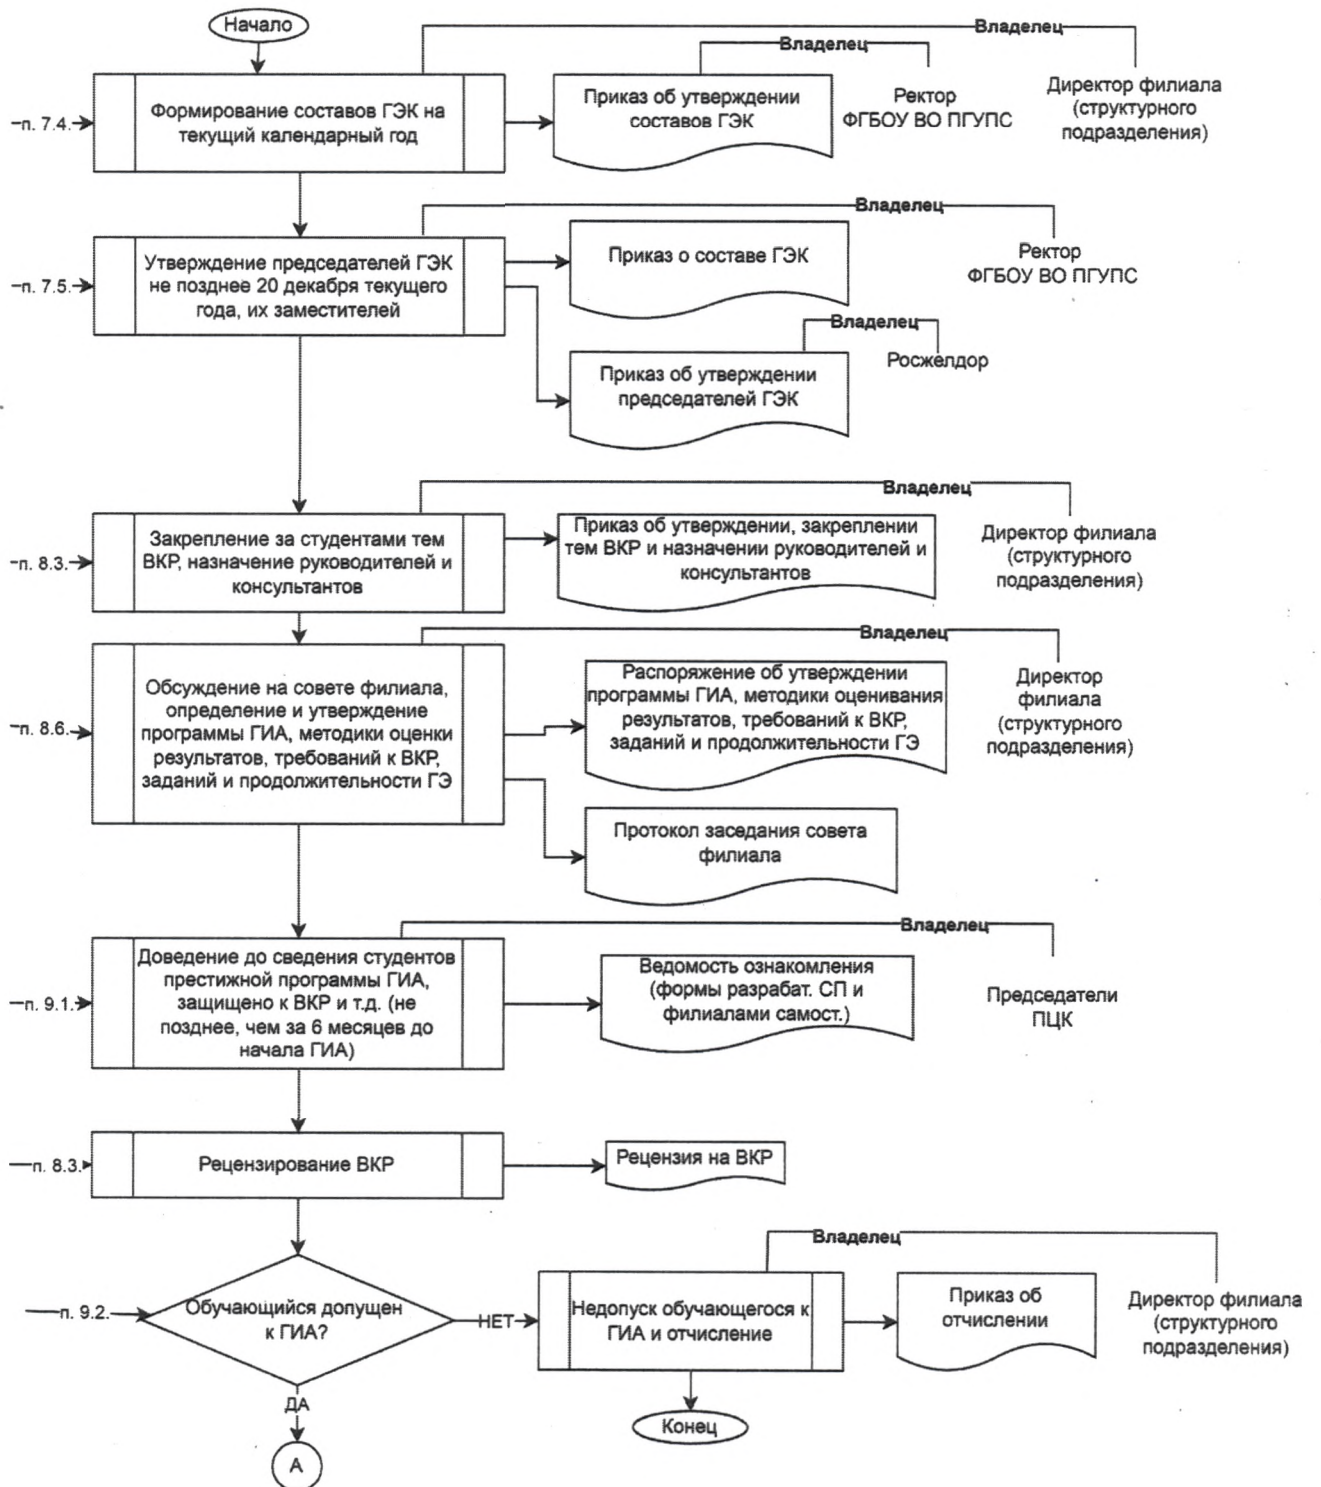 Начало
Владелец
Владелец
п. 7.4.
Формирование составов ГЭК на
текущий календарный год
Приказ об утверждении
составов ГЭК
Ректор
ФГБОУ ВО ПГУПС
Директор филиала
(структурного
подразделения)
Владелец
п. 7.5.
Утверждение председателей ГЭК
не позднее 20 декабря текущего
года, их заместителей
Приказ о составе ГЭК
Ректор
ФГБОУ ВО ПГУПС
Владелец
Приказ об утверждении
председателей ГЭК
Росжелдор
Владелец
п. 8.3.
Закрепление за студентами тем
ВКР, назначение руководителей и
консультантов
Приказ об утверждении, закреплении
тем ВКР и назначении руководителей и
консультантов
Директор филиала
(структурного
подразделения)
Владелец
п. 8.6.
Обсуждение на совете филиала,
определение и утверждение
программы ГИА, методики оценки
результатов, требований к ВКР,
заданий и продолжительности ГЭ
Распоряжение об утверждении
программы ГИА, методики оценивания
результатов, требований к ВКР,
заданий и продолжительности ГЭ
Директор
филиала
(структурного
подразделения)
Протокол заседания совета
филиала
Владелец
п. 9.1.
Доведение до сведения студентов
престижной программы ГИА,
защищено к ВКР и т.д. (не
позднее, чем за 6 месяцев до
начала ГИА)
Ведомость ознакомления
(формы разрабат. СП и
филиалами самост.)
Председатели
ПЦК
п. 8.3.
Рецензирование ВКР
Рецензия на ВКР
Владелец
п. 9.2.
Обучающийся допущен
к ГИА?
НЕТ
Недопуск обучающегося к
ГИА и отчисление
Приказ об
отчислении
Директор филиала
(структурного
подразделения)
ДА
Конец
А